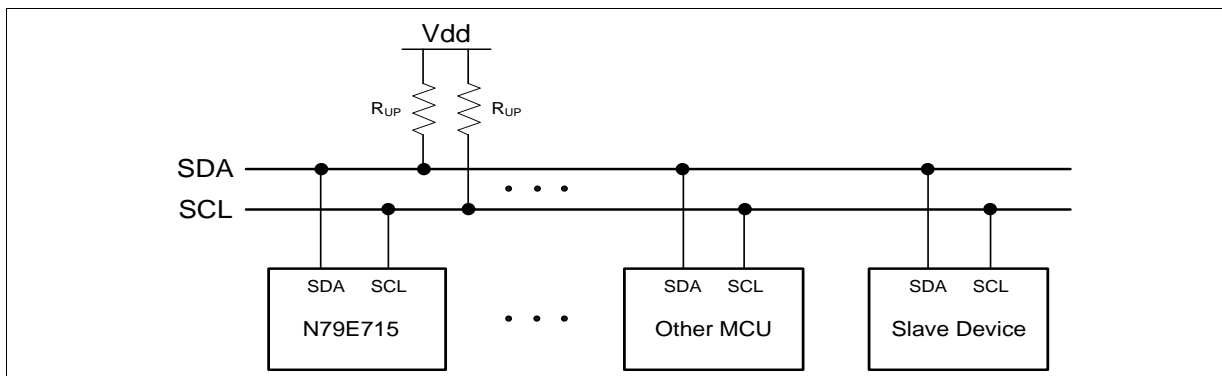 Vdd
RUP RUP
SDA
• • •
SCL
SDA SCL SDA SCL SDA SCL
N79E715 • • • Other MCU Slave Device